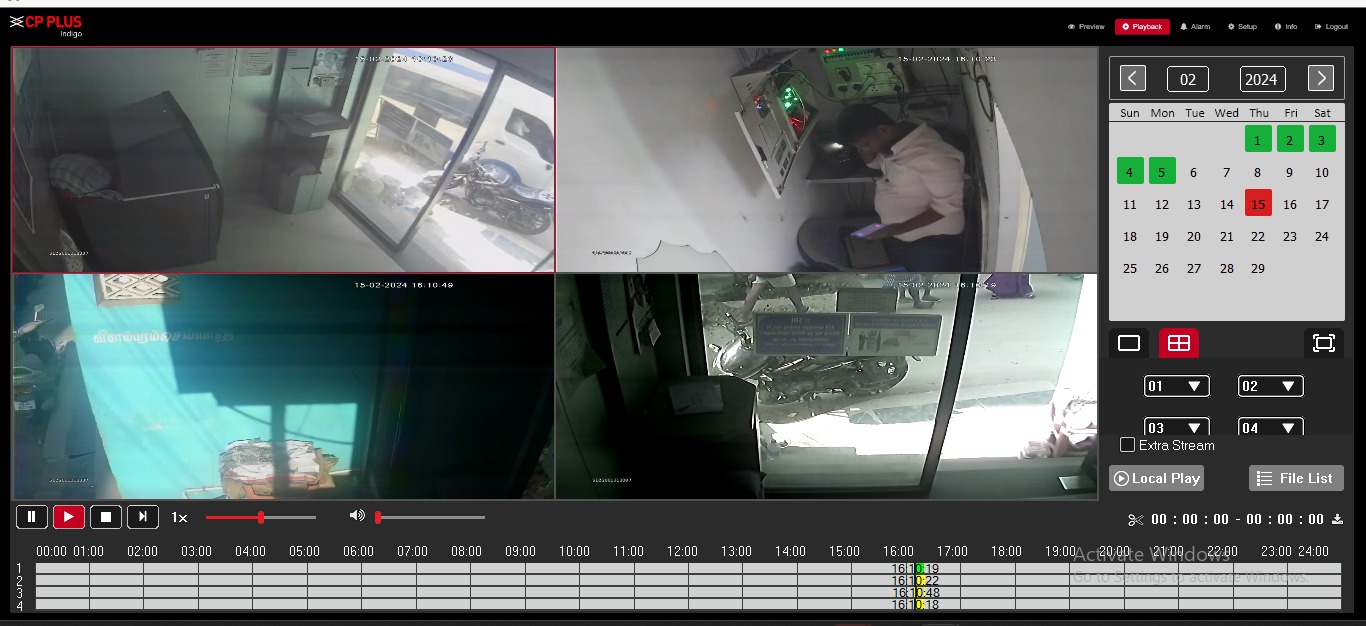 CP PLUS
Indigo
Preview
Playback
Alarm
Setup
Info
Logout
15-02-2024 16:10:49
02
2024
Sun Mon Tue Wed Thu Fri Sat
1 2 3
4 5 6 7 8 9 10
11 12 13 14 15 16 17
18 19 20 21 22 23 24
25 26 27 28 29
01 02
03 04
Extra Stream
Local Play
File List
1x
00 : 00 : 00 - 00 : 00 : 00
00:00 01:00 02:00 03:00 04:00 05:00 06:00 07:00 08:00 09:00 10:00 11:00 12:00 13:00 14:00 15:00 16:00 17:00 18:00 19:00 20:00 21:00 22:00 23:00 24:00
Activate Windows
Go to Settings to activate Windows.
1 16:10:19
2 16:10:22
3 16:10:48
4 16:10:18